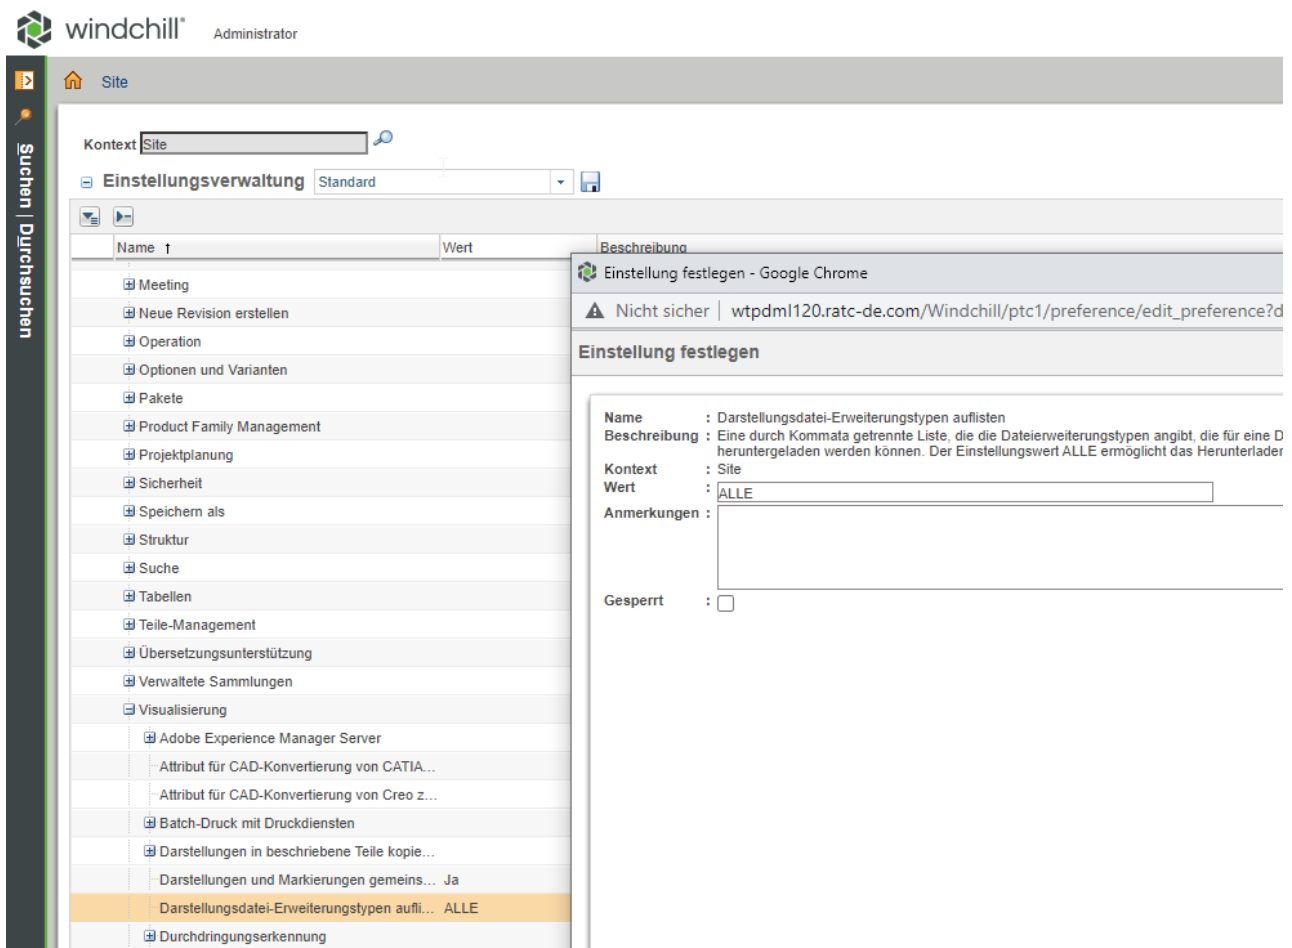 windchill® Administrator
Site
Suchen | Durchsuchen
Kontext Site
Einstellungsverwaltung Standard
Name ↑ Wert Beschreibung
Meeting
Neue Revision erstellen
Operation
Optionen und Varianten
Pakete
Product Family Management
Projektplanung
Sicherheit
Speichern als
Struktur
Suche
Tabellen
Teile-Management
Übersetzungsunterstützung
Verwaltete Sammlungen
Visualisierung
Adobe Experience Manager Server
Attribut für CAD-Konvertierung von CATIA...
Attribut für CAD-Konvertierung von Creo z...
Batch-Druck mit Druckdiensten
Darstellungen in beschriebene Teile kopie...
Darstellungen und Markierungen gemeins... Ja
Darstellungsdatei-Erweiterungstypen aufli... ALLE
Durchdringungserkennung
Einstellung festlegen - Google Chrome
Nicht sicher | wtpdml120.ratc-de.com/Windchill/ptc1/preference/edit_preference?d
Einstellung festlegen
Name : Darstellungsdatei-Erweiterungstypen auflisten
Beschreibung : Eine durch Kommata getrennte Liste, die die Dateierweiterungstypen angibt, die für eine D
heruntergeladen werden können. Der Einstellungswert ALLE ermöglicht das Herunterladen
Kontext : Site
Wert : ALLE
Anmerkungen :
Gesperrt :